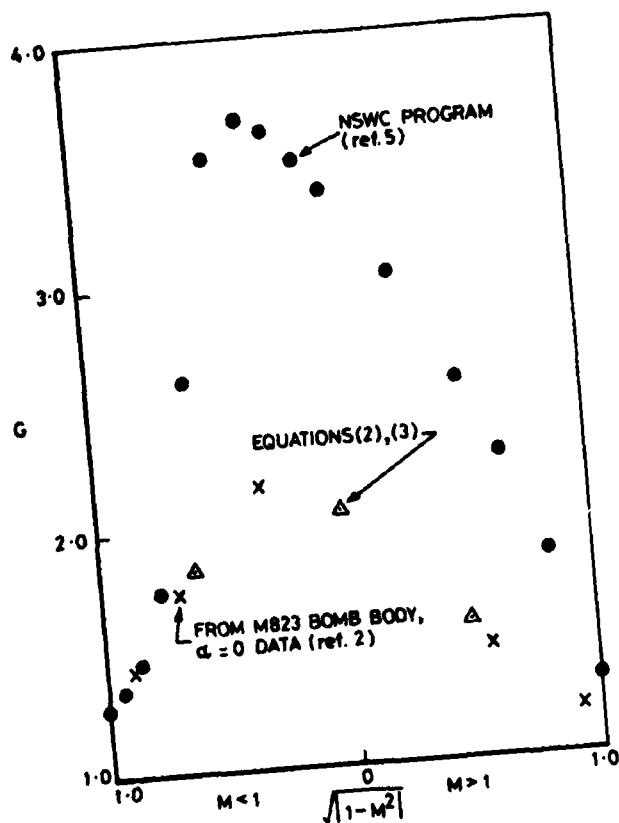 4.0
NSWC PROGRAM
(ref. 5)
3.0
G
EQUATIONS (2),(3)
2.0
FROM M823 BOMB BODY,
α = 0 DATA (ref. 2)
1.0
1.0
0
1.0
M < 1
√|1-M²|
M > 1